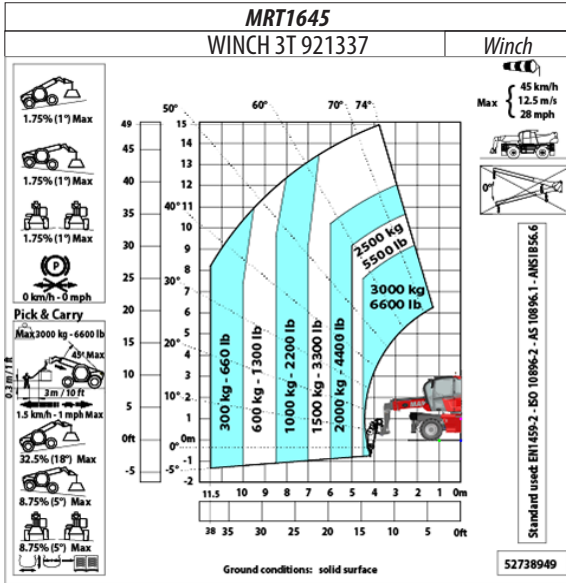 MRT1645
WINCH 3T 921337 Winch
1.75% (1°) Max
1.75% (1°) Max
1.75% (1°) Max
P
0 km/h - 0 mph
Pick & Carry
Max 3000 kg - 6600 lb
45° Max
0.3 m / 1 ft
3m / 10 ft
1.5 km/h - 1 mph Max
32.5% (18°) Max
8.75% (5°) Max
8.75% (5°) Max
50° 60° 70° 74°
40°
30°
20°
10°
0°
-5°
49
45
40
35
30
25
20
15
10
5
0ft
-5
15
14
13
12
11
10
9
8
7
6
5
4
3
2
1
0m
-1
-2
300 kg - 660 lb
600 kg - 1300 lb
1000 kg - 2200 lb
1500 kg - 3300 lb
2000 kg - 4400 lb
2500 kg
5500 lb
3000 kg
6600 lb
11.5 10 9 8 7 6 5 4 3 2 1 0m
38 35 30 25 20 15 10 5 0ft
Ground conditions: solid surface
Max
45 km/h
12.5 m/s
28 mph
0°
Standard used: EN1459-2 - ISO 10896-2 - AS 10896.1 - ANSI B56.6
52738949